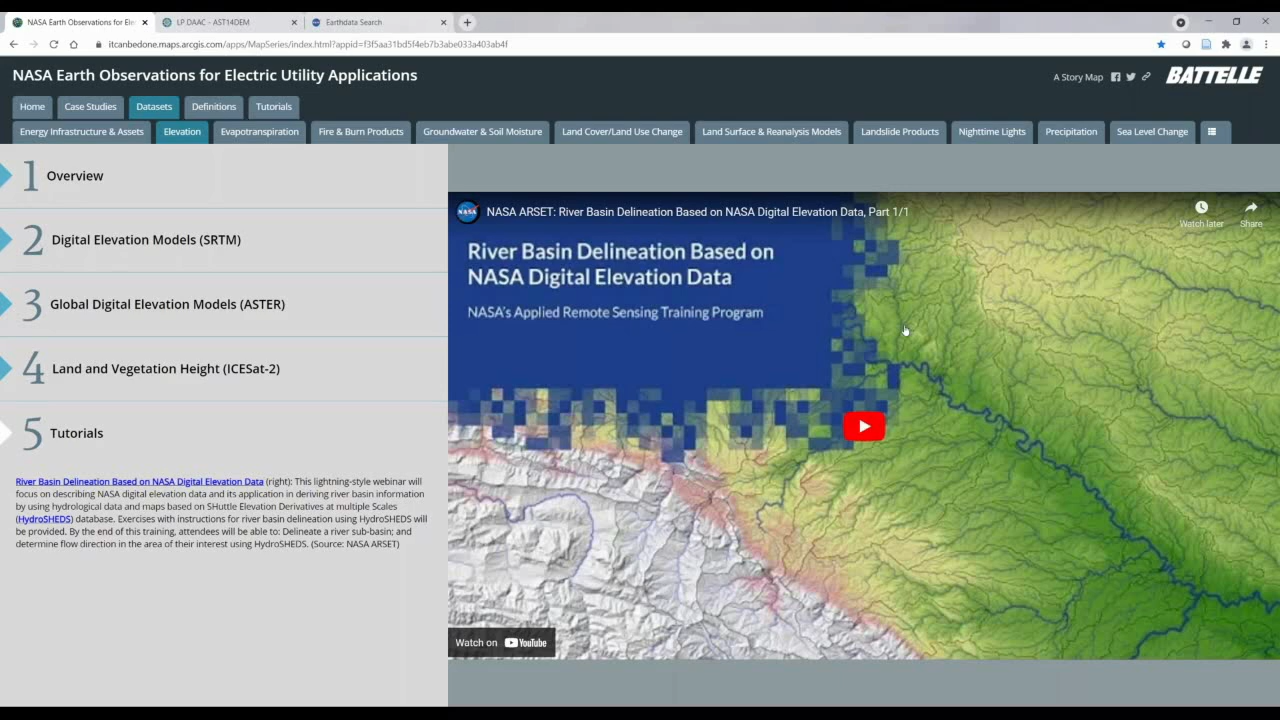 NASA Earth Observations for Ele
LP DAAC - AST14DEM
Earthdata Search
itcanbedone.maps.arcgis.com/apps/MapSeries/index.html?appid=f3f5aa31bd5f4eb7b3abe033a403ab4f
NASA Earth Observations for Electric Utility Applications
A Story Map
BATTELLE
Home
Case Studies
Datasets
Definitions
Tutorials
Energy Infrastructure & Assets
Elevation
Evapotranspiration
Fire & Burn Products
Groundwater & Soil Moisture
Land Cover/Land Use Change
Land Surface & Reanalysis Models
Landslide Products
Nighttime Lights
Precipitation
Sea Level Change
1 Overview
2 Digital Elevation Models (SRTM)
3 Global Digital Elevation Models (ASTER)
4 Land and Vegetation Height (ICESat-2)
5 Tutorials
River Basin Delineation Based on NASA Digital Elevation Data (right): This lightning-style webinar will
focus on describing NASA digital elevation data and its application in deriving river basin information
by using hydrological data and maps based on SHuttle Elevation Derivatives at multiple Scales
(HydroSHEDS) database. Exercises with instructions for river basin delineation using HydroSHEDS will
be provided. By the end of this training, attendees will be able to: Delineate a river sub-basin; and
determine flow direction in the area of their interest using HydroSHEDS. (Source: NASA ARSET)
NASA
NASA ARSET: River Basin Delineation Based on NASA Digital Elevation Data, Part 1/1
Watch later
Share
River Basin Delineation Based on
NASA Digital Elevation Data
NASA's Applied Remote Sensing Training Program
Watch on YouTube